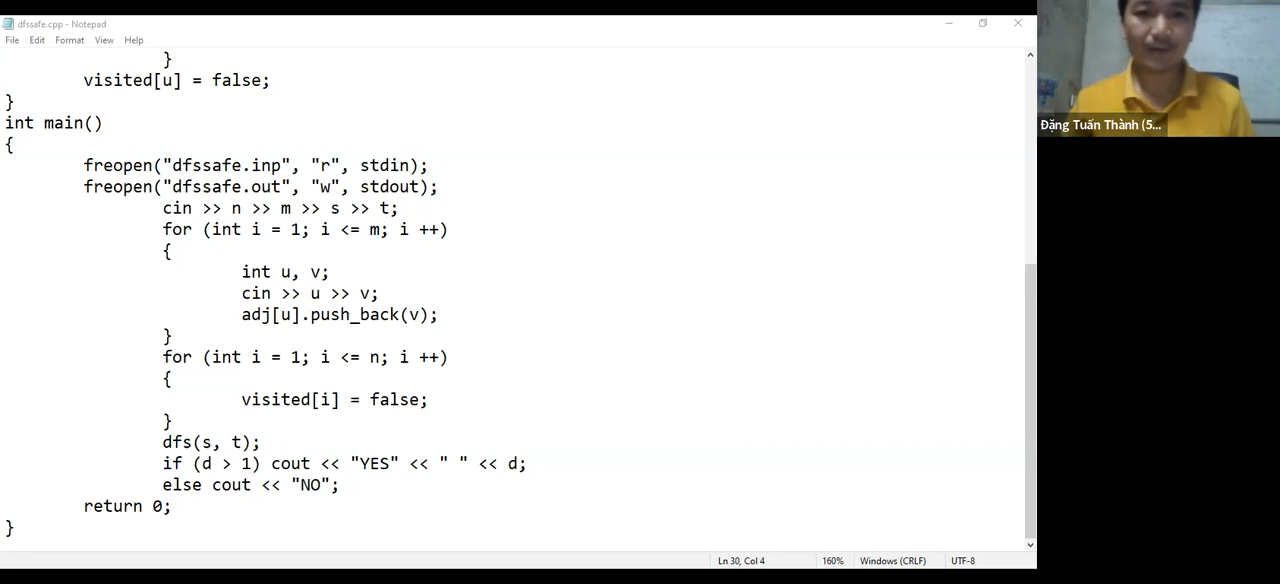 dfssafe.cpp - Notepad
File Edit Format View Help
}
visited[u] = false;
}
int main()
{
freopen("dfssafe.inp", "r", stdin);
freopen("dfssafe.out", "w", stdout);
cin >> n >> m >> s >> t;
for (int i = 1; i <= m; i ++)
{
int u, v;
cin >> u >> v;
adj[u].push_back(v);
}
for (int i = 1; i <= n; i ++)
{
visited[i] = false;
}
dfs(s, t);
if (d > 1) cout << "YES" << " " << d;
else cout << "NO";
return 0;
}
Ln 30, Col 4 160% Windows (CRLF) UTF-8
Đặng Tuấn Thành (5...